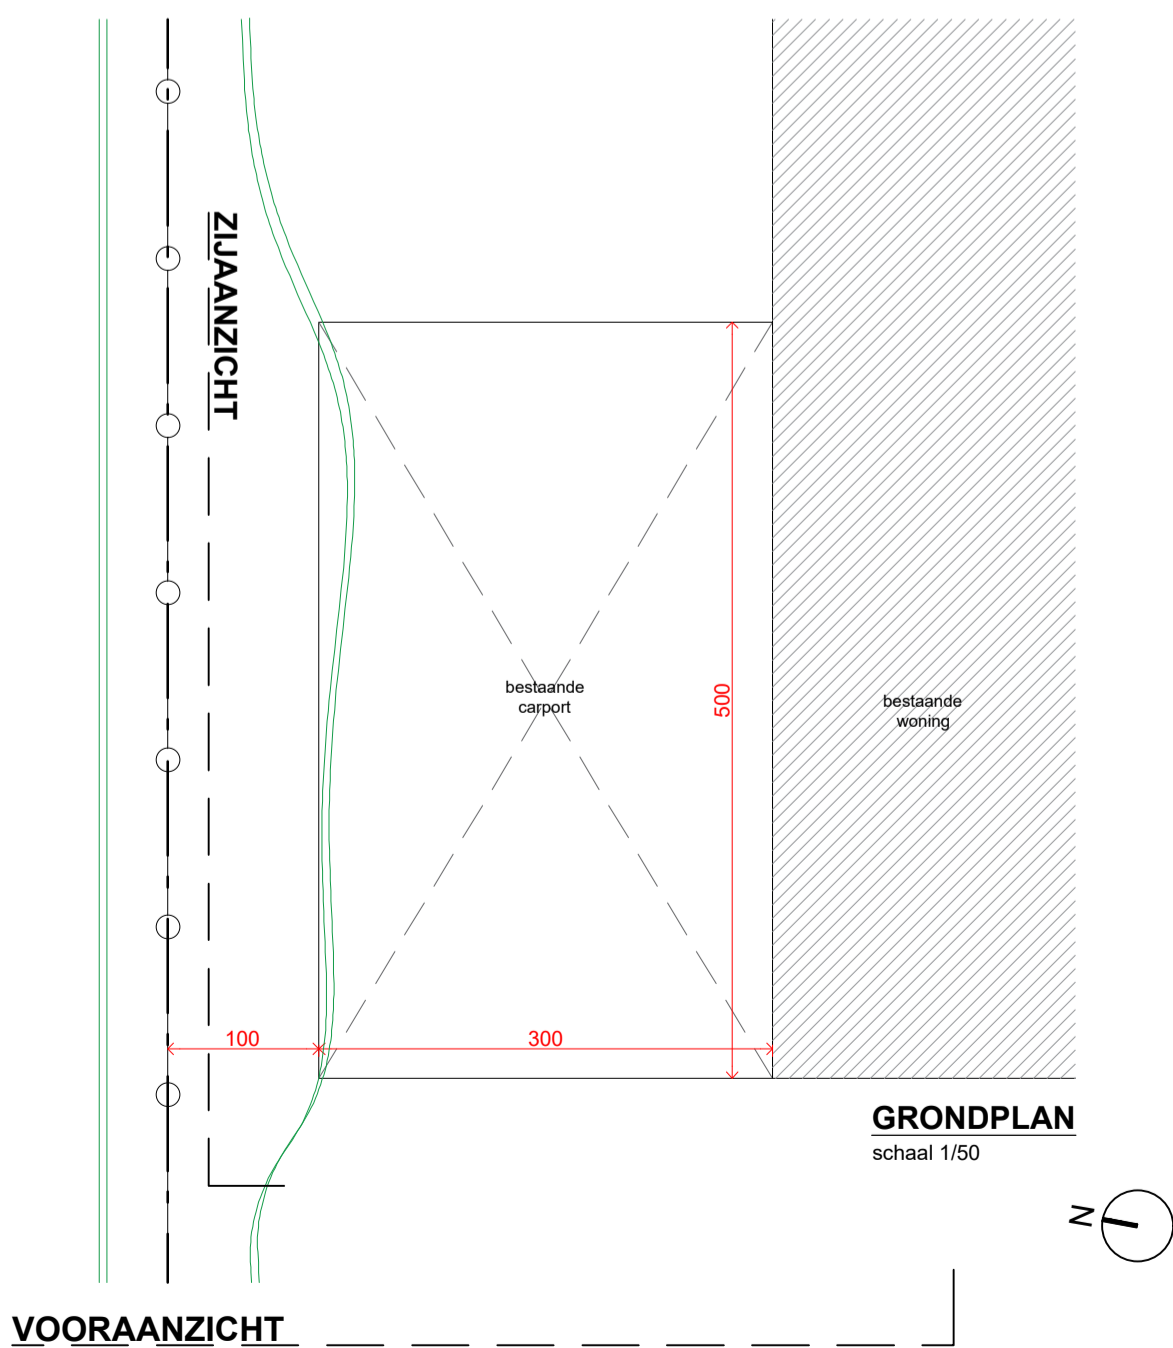 ZIJAANZICHT
bestaande
carport
500
bestaande
woning
100
300
GRONDPLAN
schaal 1/50
N
VOORAANZICHT